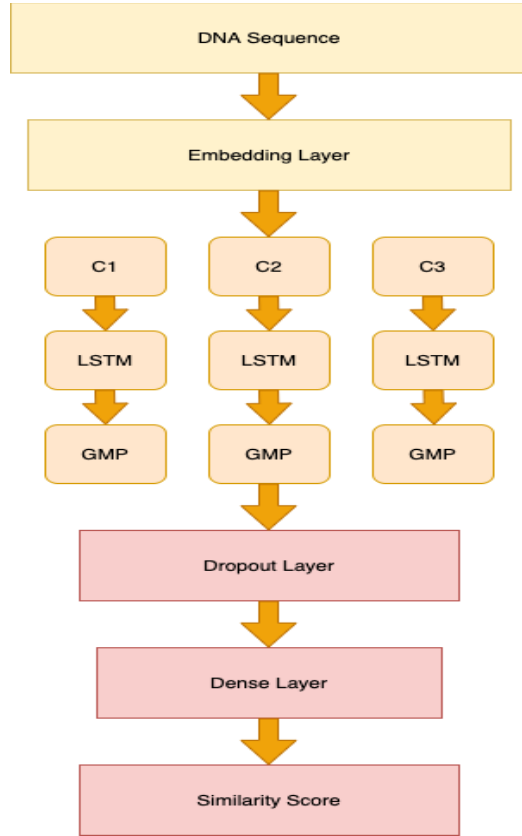 DNA Sequence
Embedding Layer
C1 C2 C3
LSTM LSTM LSTM
GMP GMP GMP
Dropout Layer
Dense Layer
Similarity Score